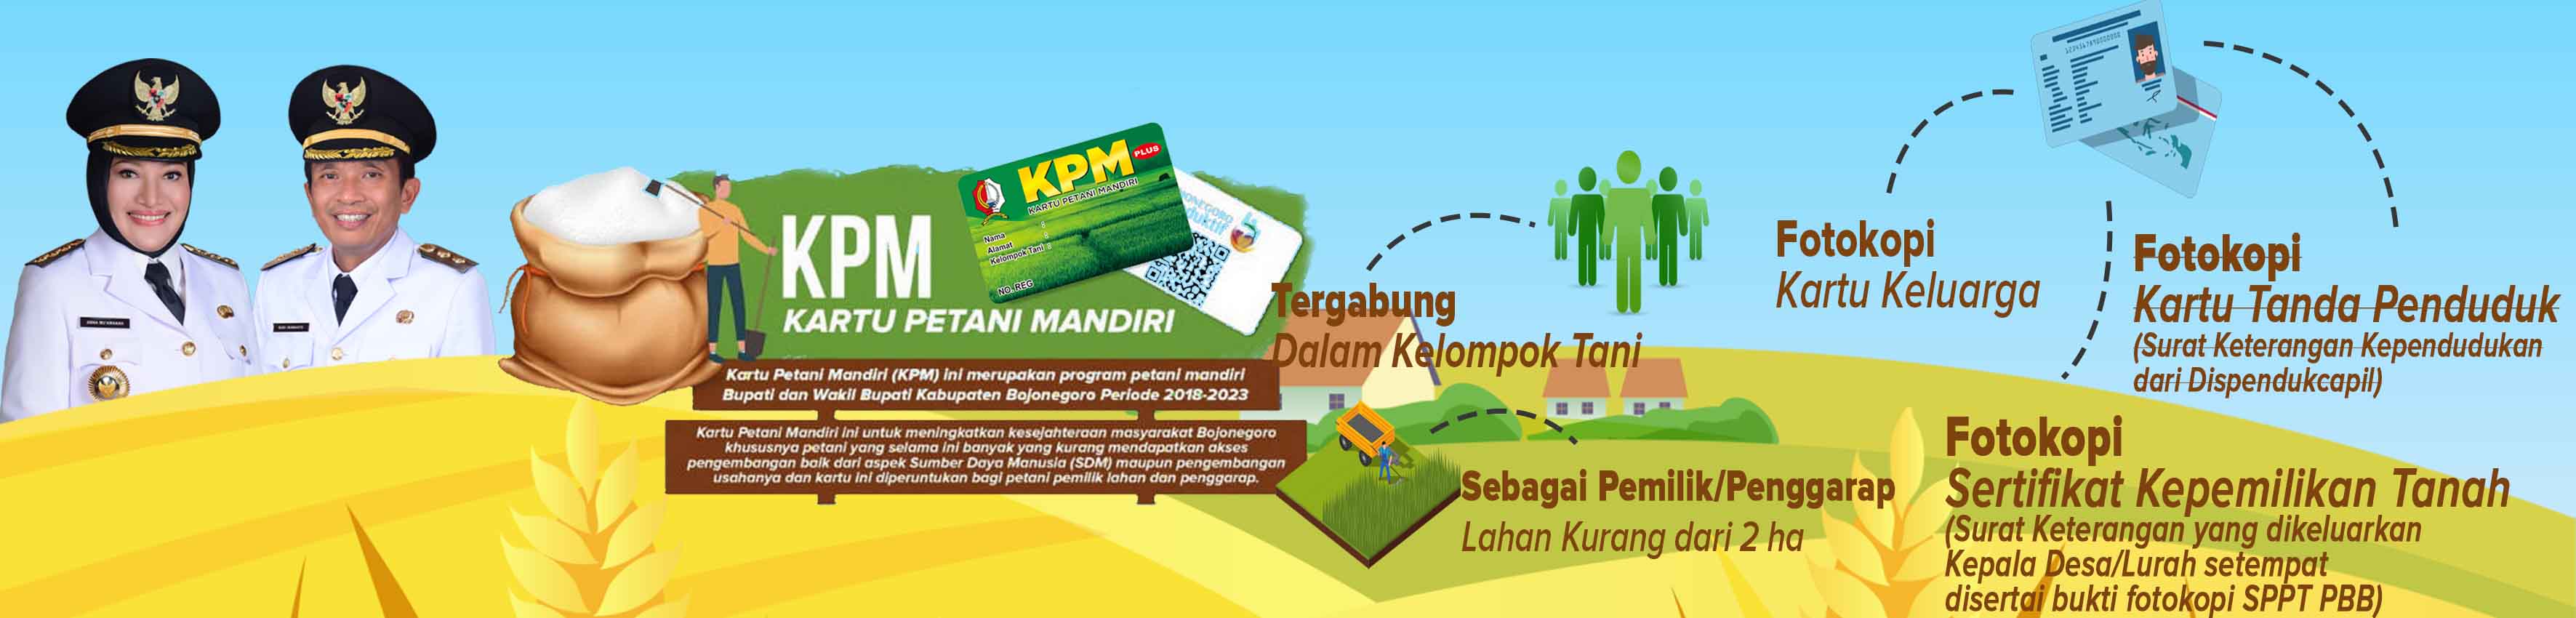 KPM
KARTU PETANI MANDIRI
KPM PLUS
KARTU PETANI MANDIRI
Nama :
Alamat :
Kelompok Tani :
NO. REG
Kartu Petani Mandiri (KPM) ini merupakan program petani mandiri
Bupati dan Wakil Bupati Kabupaten Bojonegoro Periode 2018-2023
Kartu Petani Mandiri ini untuk meningkatkan kesejahteraan masyarakat Bojonegoro
khususnya petani yang selama ini banyak yang kurang mendapatkan akses
pengembangan baik dari aspek Sumber Daya Manusia (SDM) maupun pengembangan
usahanya dan kartu ini diperuntukan bagi petani pemilik lahan dan penggarap.
Tergabung
Dalam Kelompok Tani
Sebagai Pemilik/Penggarap
Lahan Kurang dari 2 ha
Fotokopi
Kartu Keluarga
Fotokopi
Kartu Tanda Penduduk
(Surat Keterangan Kependudukan
dari Dispendukcapil)
Fotokopi
Sertifikat Kepemilikan Tanah
(Surat Keterangan yang dikeluarkan
Kepala Desa/Lurah setempat
disertai bukti fotokopi SPPT PBB)